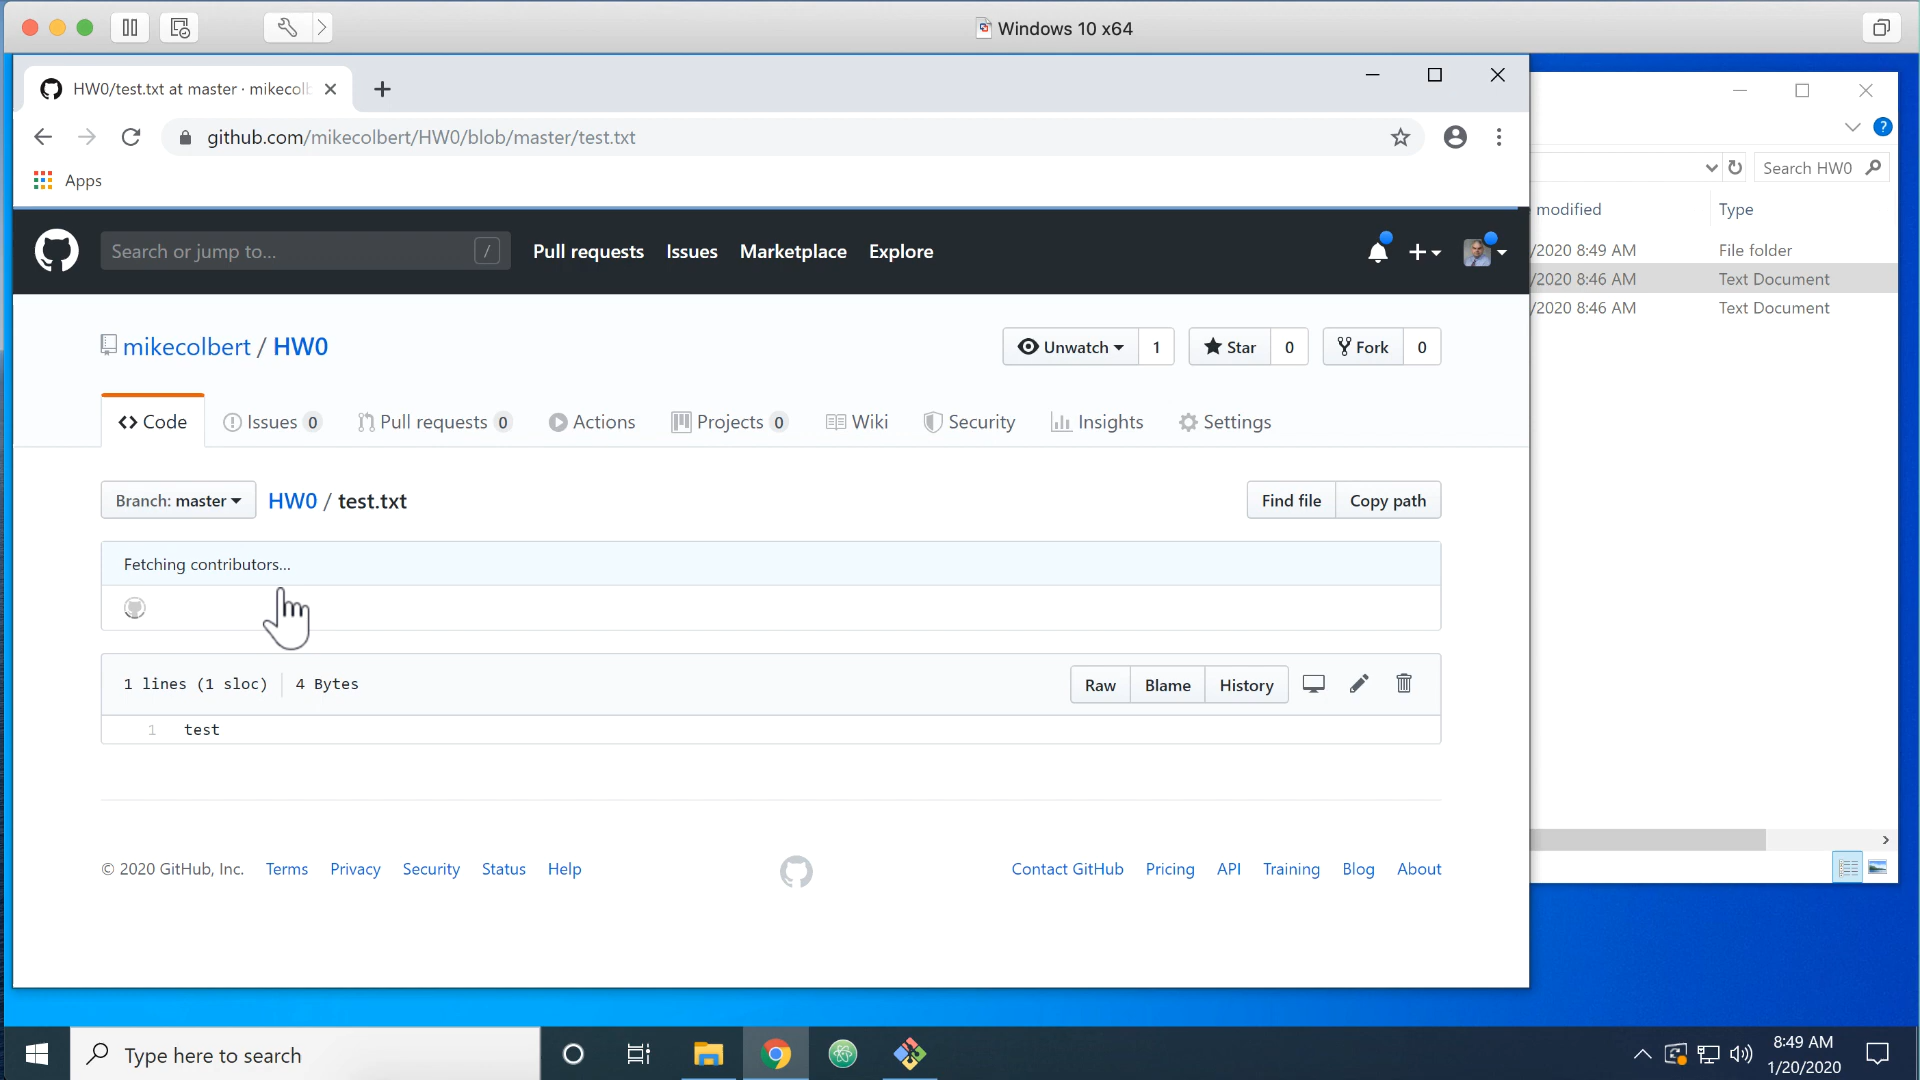 Windows 10 x64
HW0/test.txt at master · mikecol
github.com/mikecolbert/HW0/blob/master/test.txt
Apps
Search HW0
modified Type
/2020 8:49 AM File folder
/2020 8:46 AM Text Document
/2020 8:46 AM Text Document
Search or jump to... / Pull requests Issues Marketplace Explore
mikecolbert / HW0
Unwatch 1 Star 0 Fork 0
Code Issues 0 Pull requests 0 Actions Projects 0 Wiki Security Insights Settings
Branch: master HW0 / test.txt Find file Copy path
Fetching contributors...
1 lines (1 sloc) 4 Bytes Raw Blame History
1 test
© 2020 GitHub, Inc. Terms Privacy Security Status Help Contact GitHub Pricing API Training Blog About
Type here to search
8:49 AM
1/20/2020